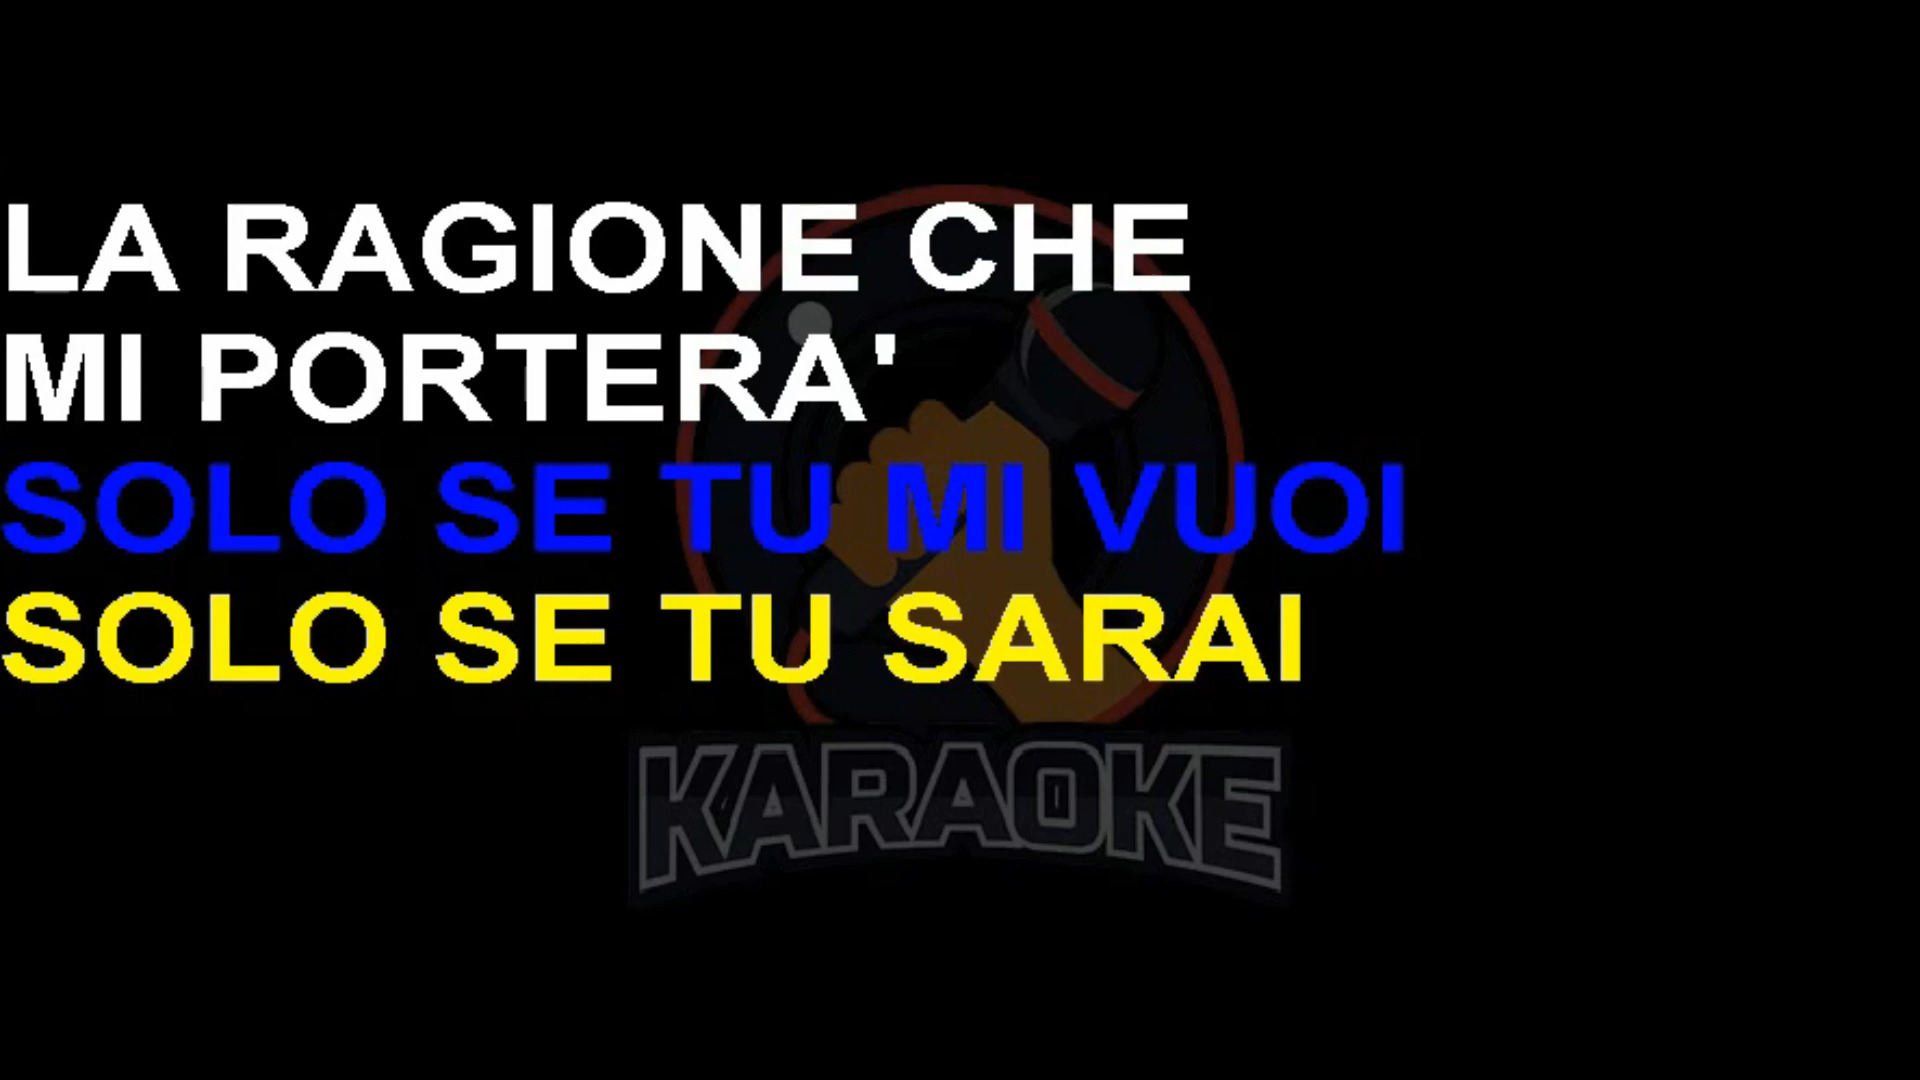 LA RAGIONE CHE
MI PORTERA'
SOLO SE TU MI VUOI
SOLO SE TU SARAI
KARAOKE